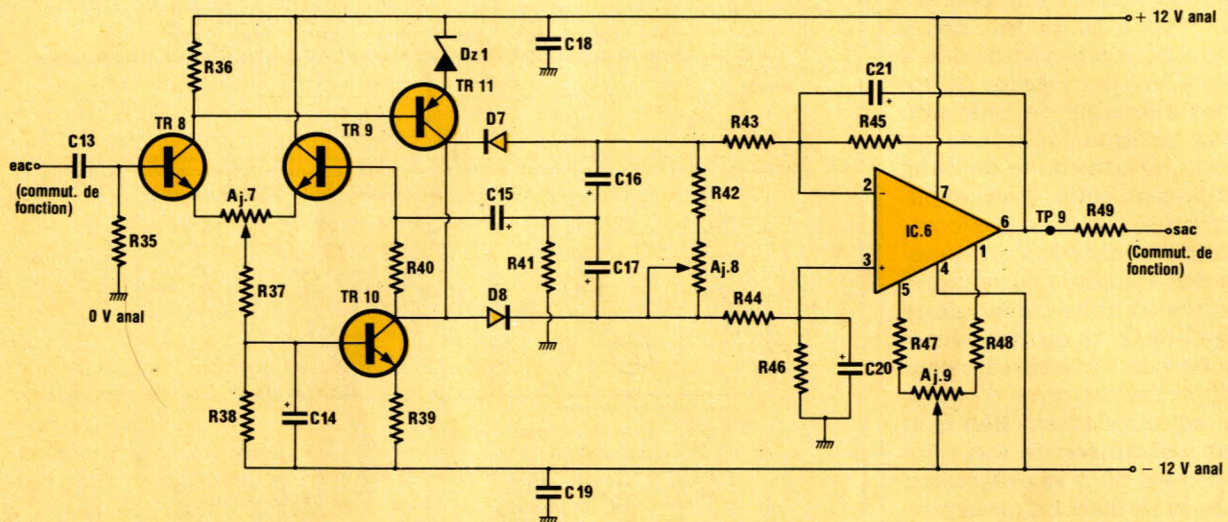 + 12 V anal
R36
Dz 1
C18
TR 11
C21
C13
TR 8
TR 9
D7
R43
R45
eac
(commut. de
fonction)
Aj.7
C16
R42
2
−
7
C15
IC.6
6
TP 9
R49
sac
(Commut. de
fonction)
R35
R40
R41
C17
Aj.8
3
+
1
4
5
0 V anal
R37
TR 10
D8
R44
R47
R48
R46
C20
Aj.9
R38
C14
R39
− 12 V anal
C19